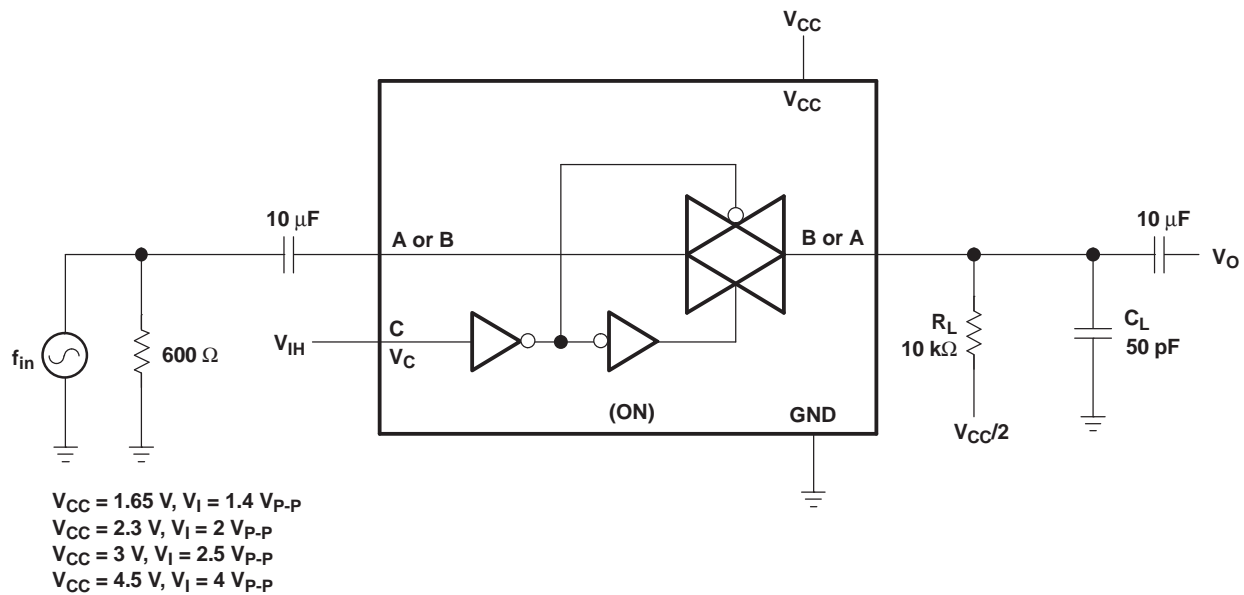 VCC
VCC
10 μF
A or B
B or A
10 μF
VO
fin
600 Ω
VIH
C
VC
RL
10 kΩ
CL
50 pF
(ON)
GND
VCC/2
VCC = 1.65 V, VI = 1.4 VP-P
VCC = 2.3 V, VI = 2 VP-P
VCC = 3 V, VI = 2.5 VP-P
VCC = 4.5 V, VI = 4 VP-P